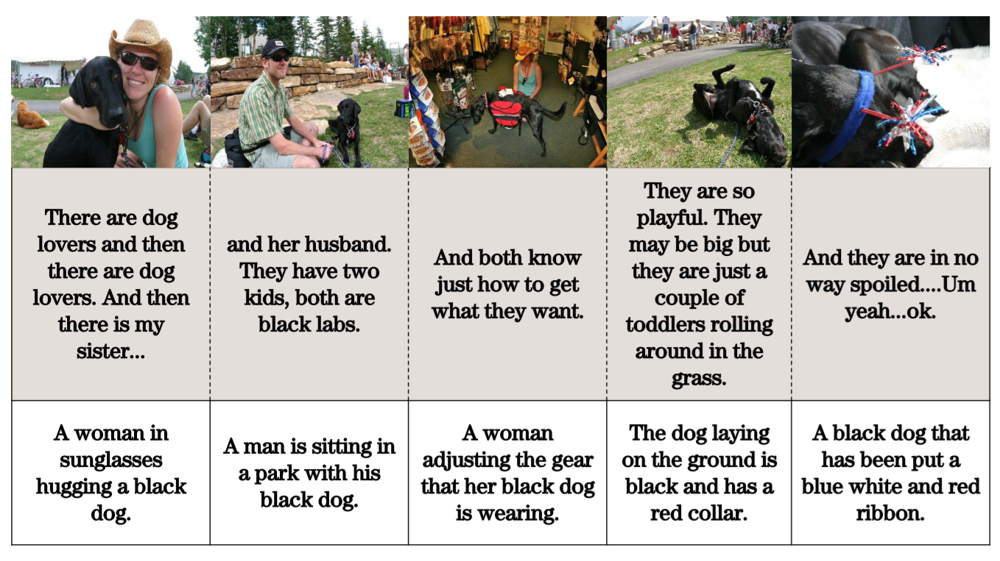 There are dog
lovers and then
there are dog
lovers. And then
there is my
sister...
and her husband.
They have two
kids, both are
black labs.
And both know
just how to get
what they want.
They are so
playful. They
may be big but
they are just a
couple of
toddlers rolling
around in the
grass.
And they are in no
way spoiled....Um
yeah...ok.
A woman in
sunglasses
hugging a black
dog.
A man is sitting in
a park with his
black dog.
A woman
adjusting the gear
that her black dog
is wearing.
The dog laying
on the ground is
black and has a
red collar.
A black dog that
has been put a
blue white and red
ribbon.